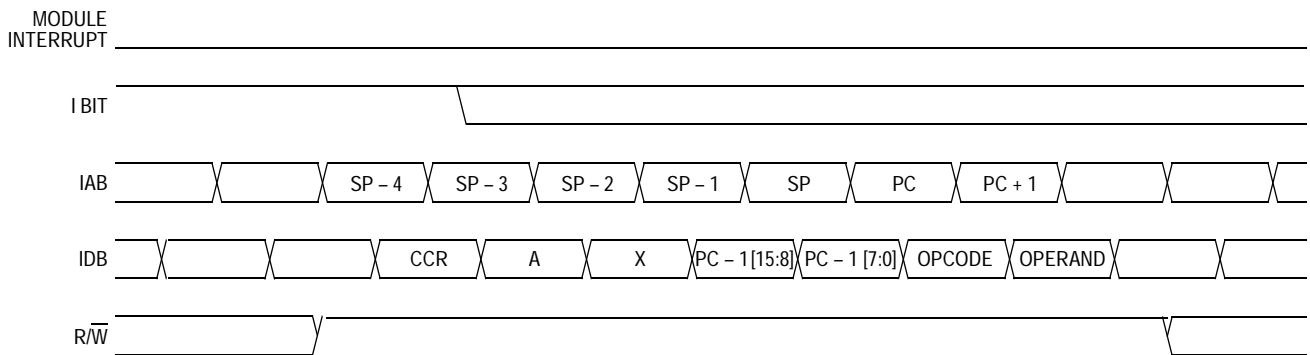 MODULE
INTERRUPT
I BIT
IAB SP – 4 SP – 3 SP – 2 SP – 1 SP PC PC + 1
IDB CCR A X PC – 1 [15:8] PC – 1 [7:0] OPCODE OPERAND
R/W̅